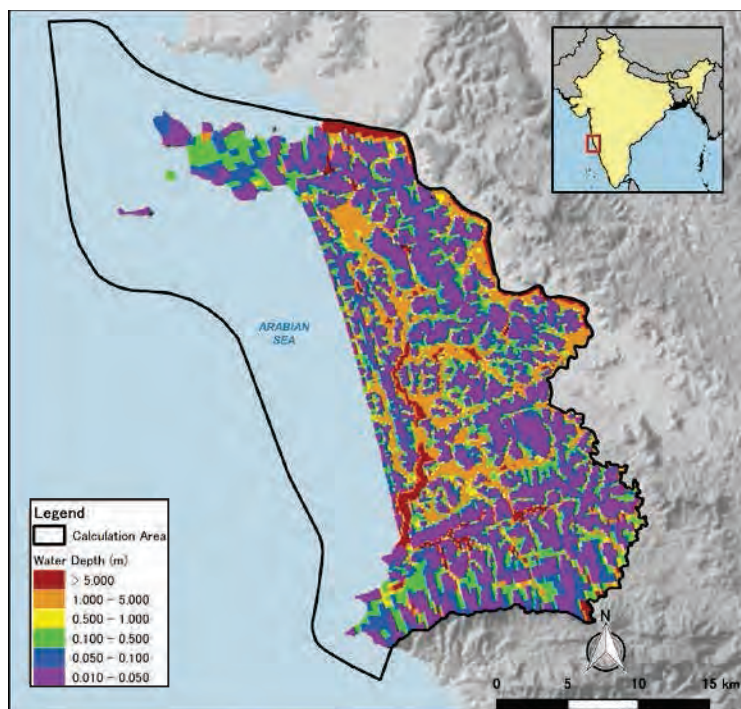 ARABIAN
SEA
Legend
Calculation Area
Water Depth (m)
> 5.000
1.000 - 5.000
0.500 - 1.000
0.100 - 0.500
0.050 - 0.100
0.010 - 0.050
N
0 5 10 15 km